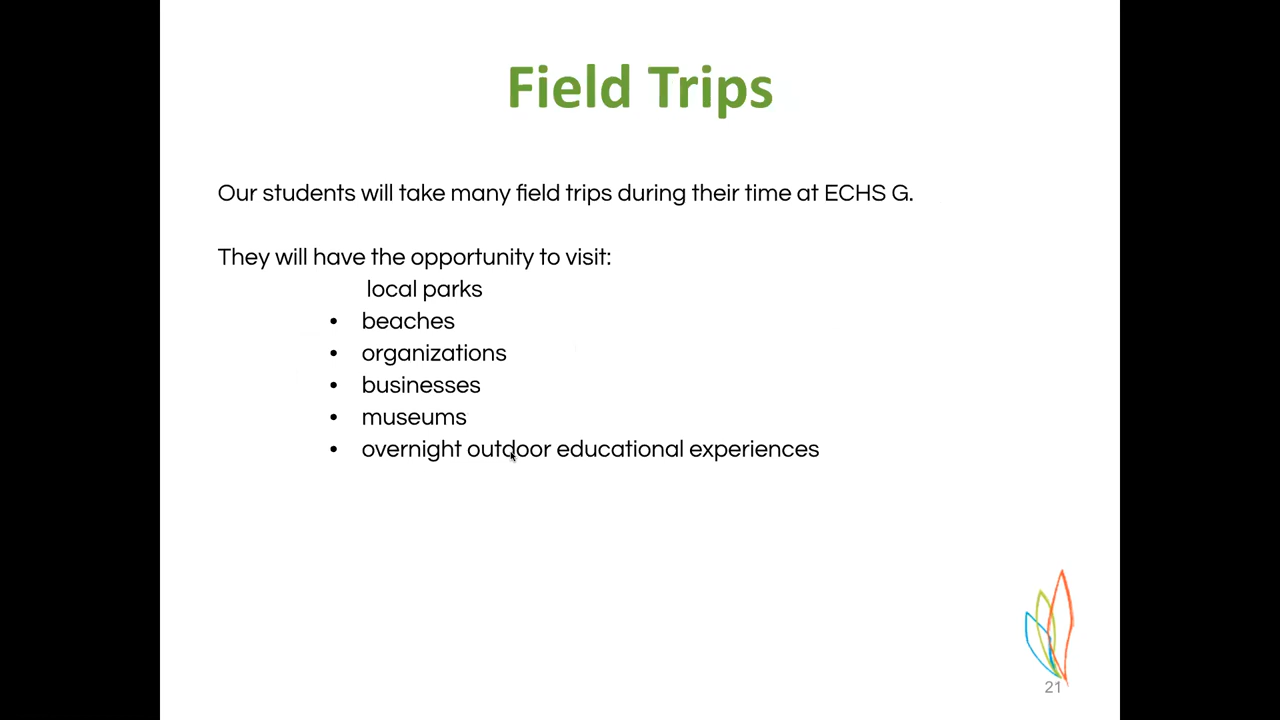 Field Trips
Our students will take many field trips during their time at ECHS G.
They will have the opportunity to visit:
local parks
• beaches
• organizations
• businesses
• museums
• overnight outdoor educational experiences
21